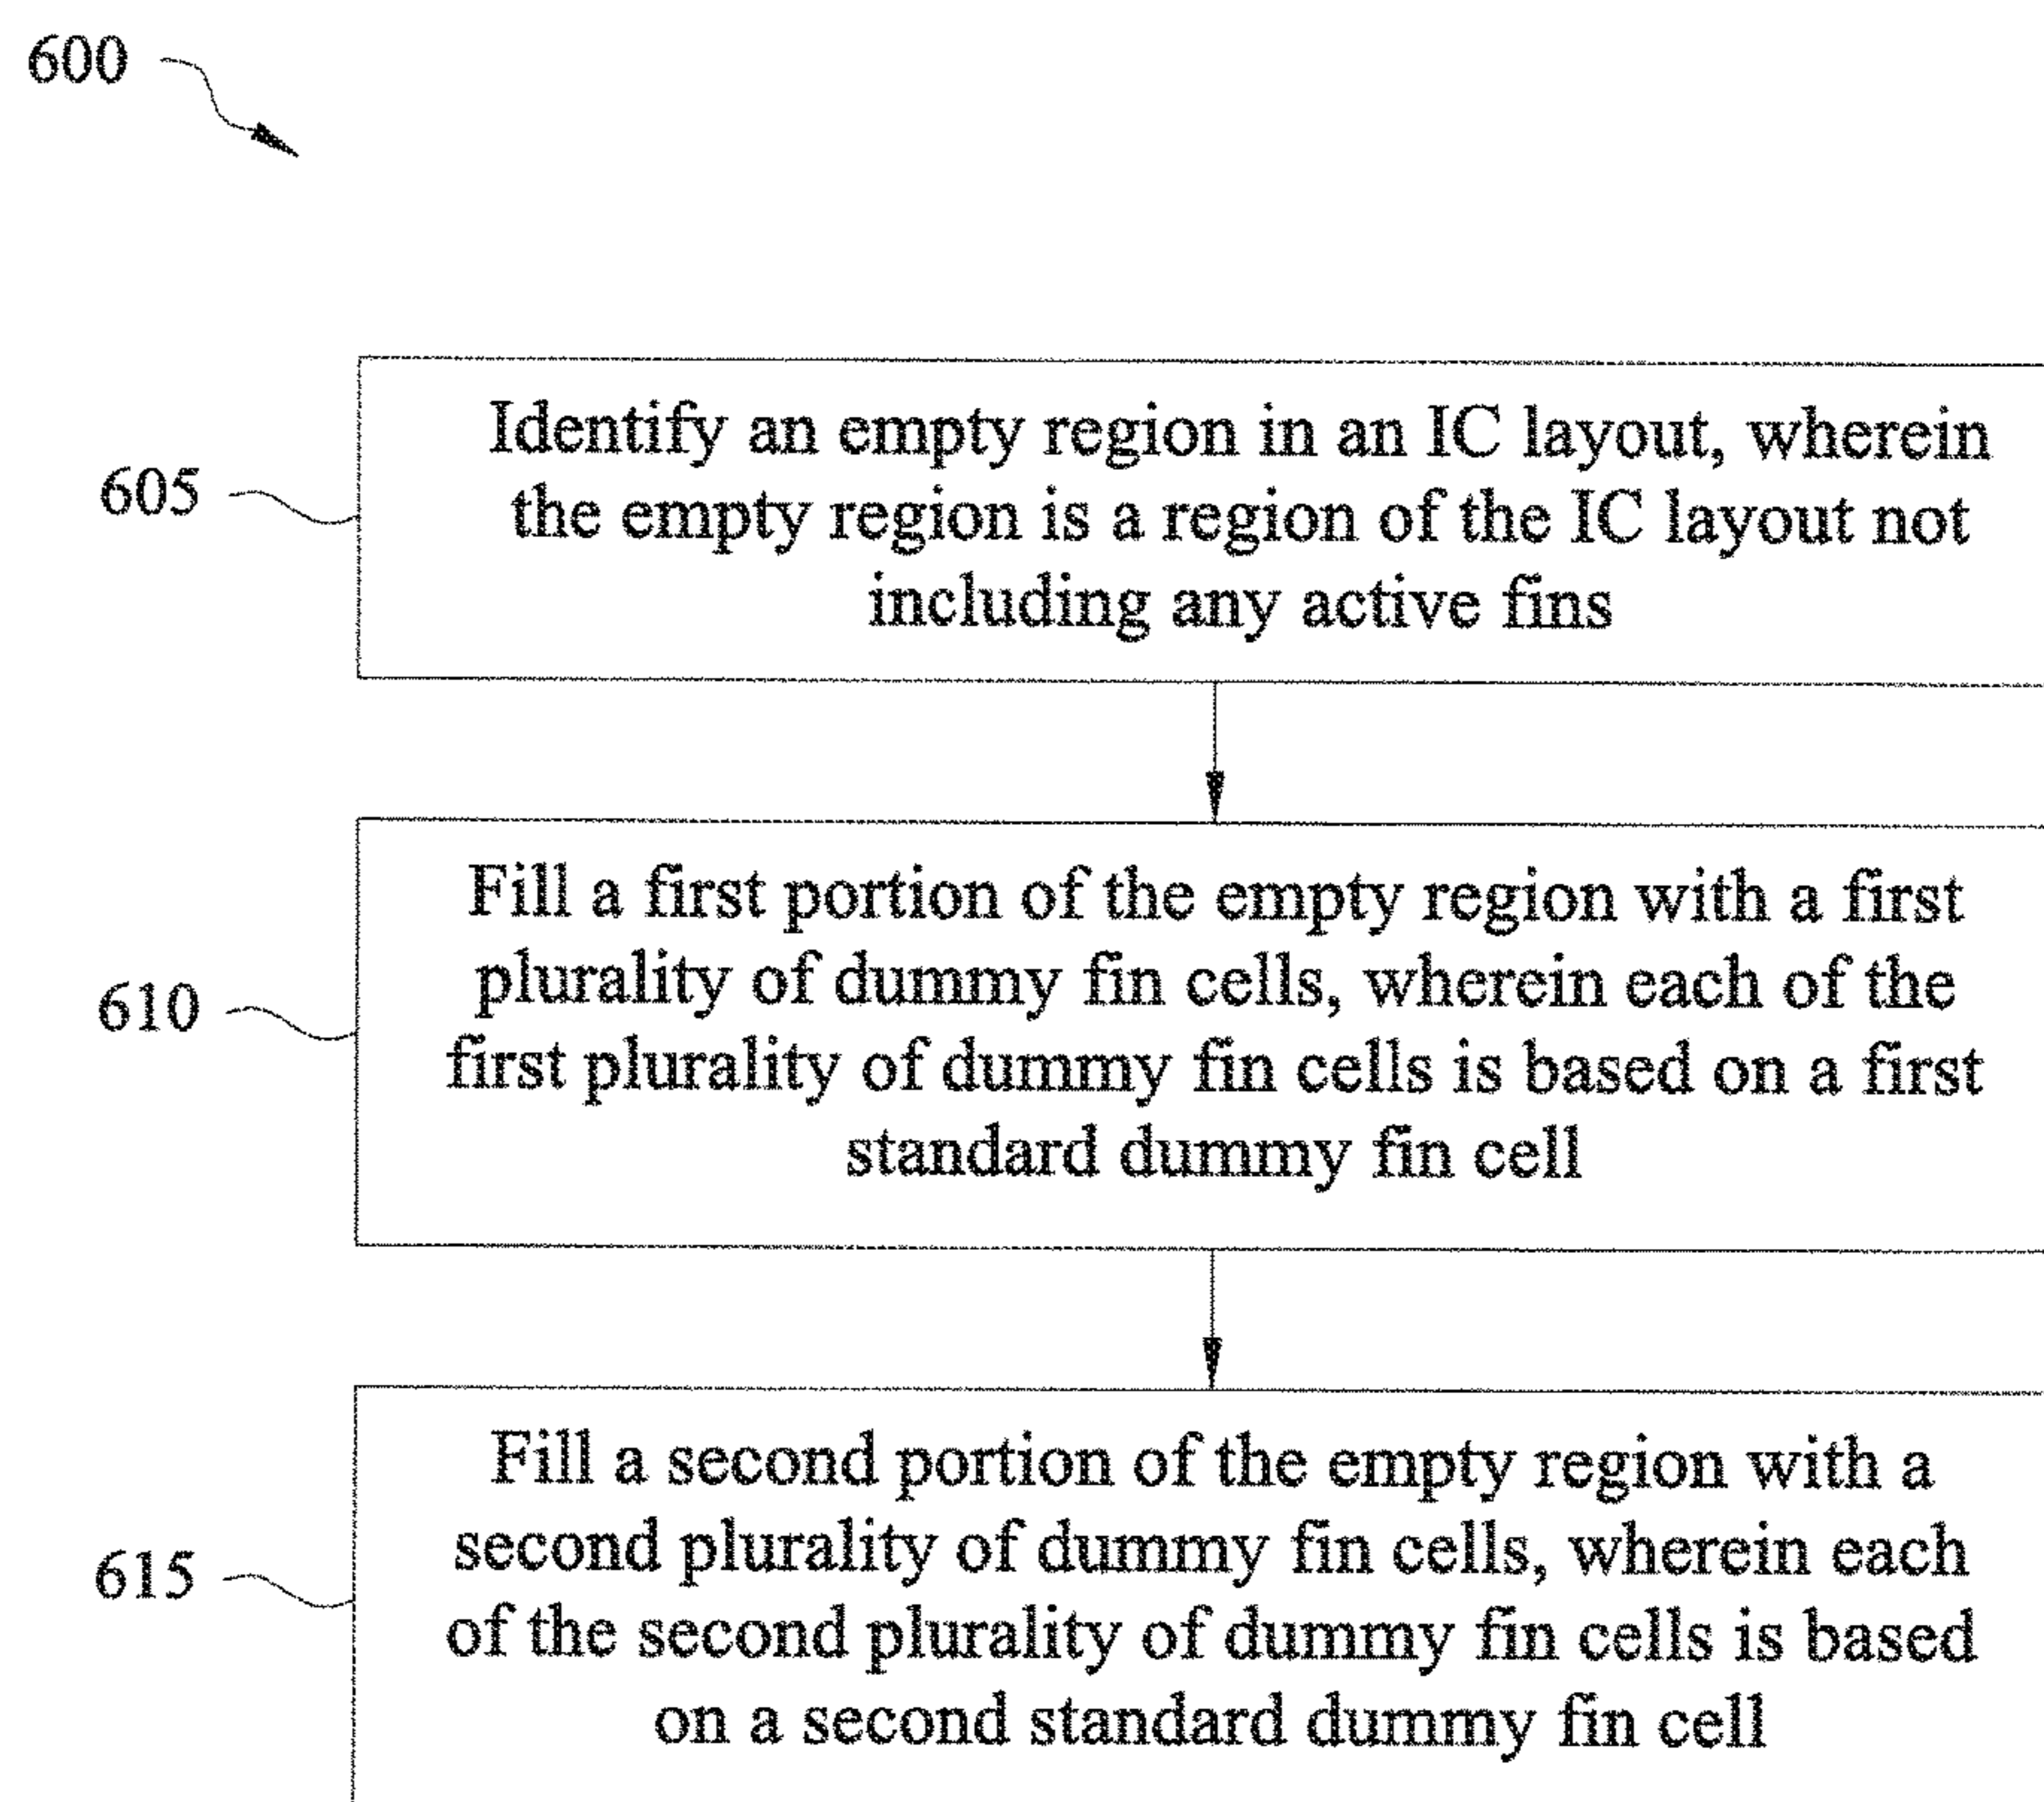 600
605
Identify an empty region in an IC layout, wherein
the empty region is a region of the IC layout not
including any active fins
610
Fill a first portion of the empty region with a first
plurality of dummy fin cells, wherein each of the
first plurality of dummy fin cells is based on a first
standard dummy fin cell
615
Fill a second portion of the empty region with a
second plurality of dummy fin cells, wherein each
of the second plurality of dummy fin cells is based
on a second standard dummy fin cell